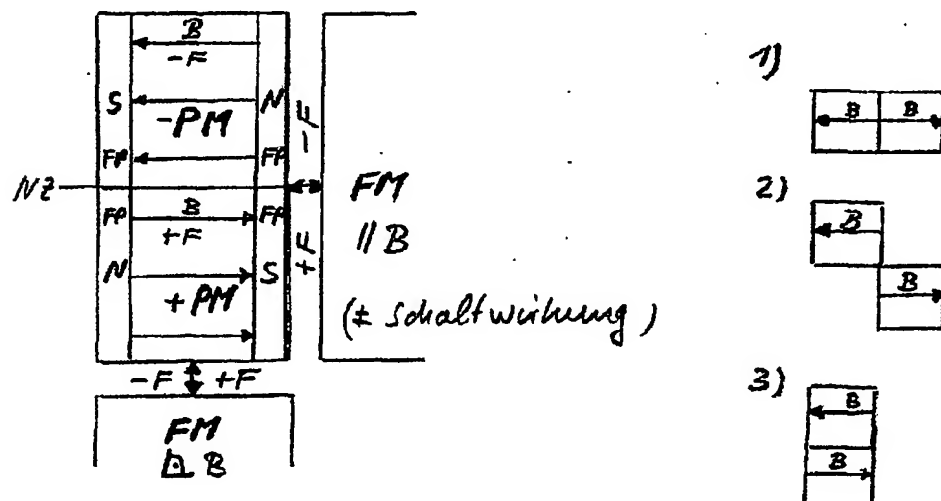 B
-F
S
N
-PM
FP
FP
-F
NZ
FM
FP
B
FP
+F
|| B
+F
N
S
+PM
(± Schaltwirkung)
-F
+F
FM
B
1)
B
B
2)
B
B
3)
B
B